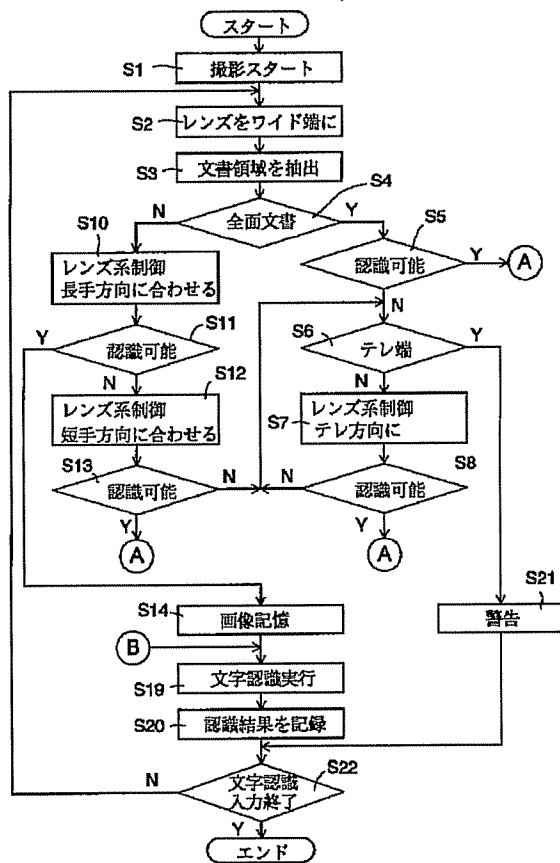 スタート
S1
撮影スタート
S2
レンズをワイド端に
S3
文書領域を抽出
S4
全面文書
N
Y
S5
認識可能
Y
A
N
S10
レンズ系制御
長手方向に合わせる
S11
認識可能
Y
N
S6
テレ端
Y
N
S12
レンズ系制御
短手方向に合わせる
S7
レンズ系制御
テレ方向に
S13
認識可能
N
Y
A
S8
認識可能
N
Y
A
S14
画像記憶
S21
警告
B
S19
文字認識実行
S20
認識結果を記録
S22
文字認識
入力終了
N
Y
エンド